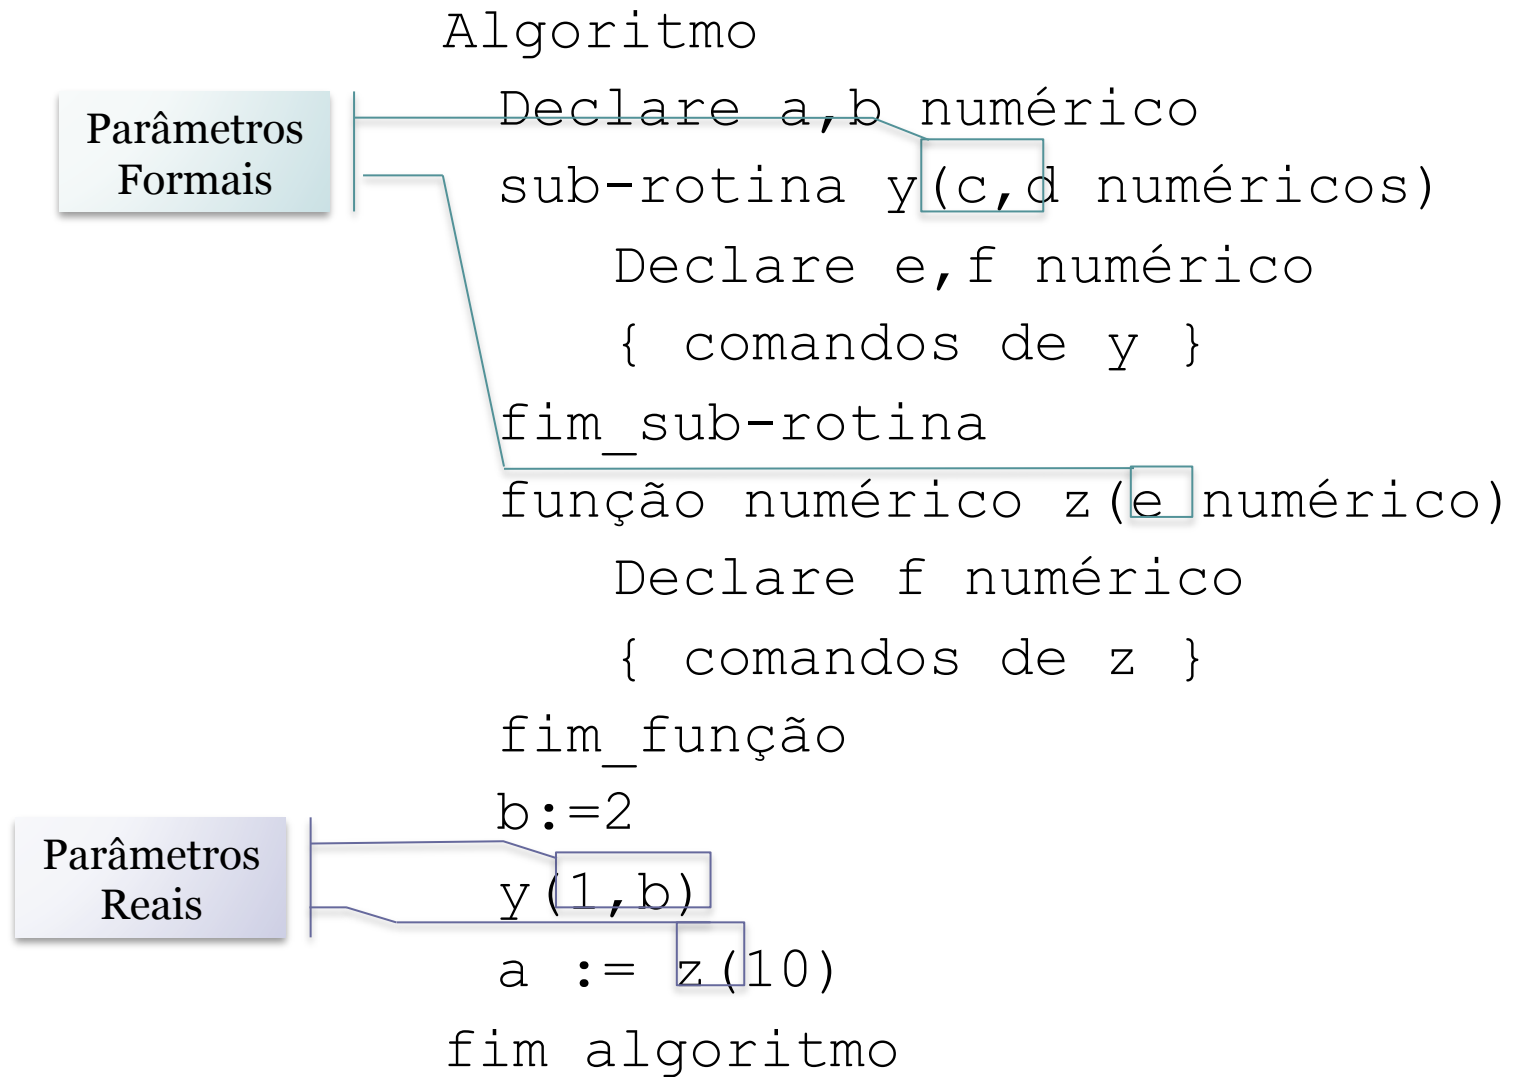 Algoritmo
Parâmetros
Formais
Declare a,b numérico
sub-rotina y(c,d numéricos)
Declare e,f numérico
{ comandos de y }
fim_sub-rotina
função numérico z(e numérico)
Declare f numérico
{ comandos de z }
fim_função
b:=2
Parâmetros
Reais
y(1,b)
a := z(10)
fim algoritmo